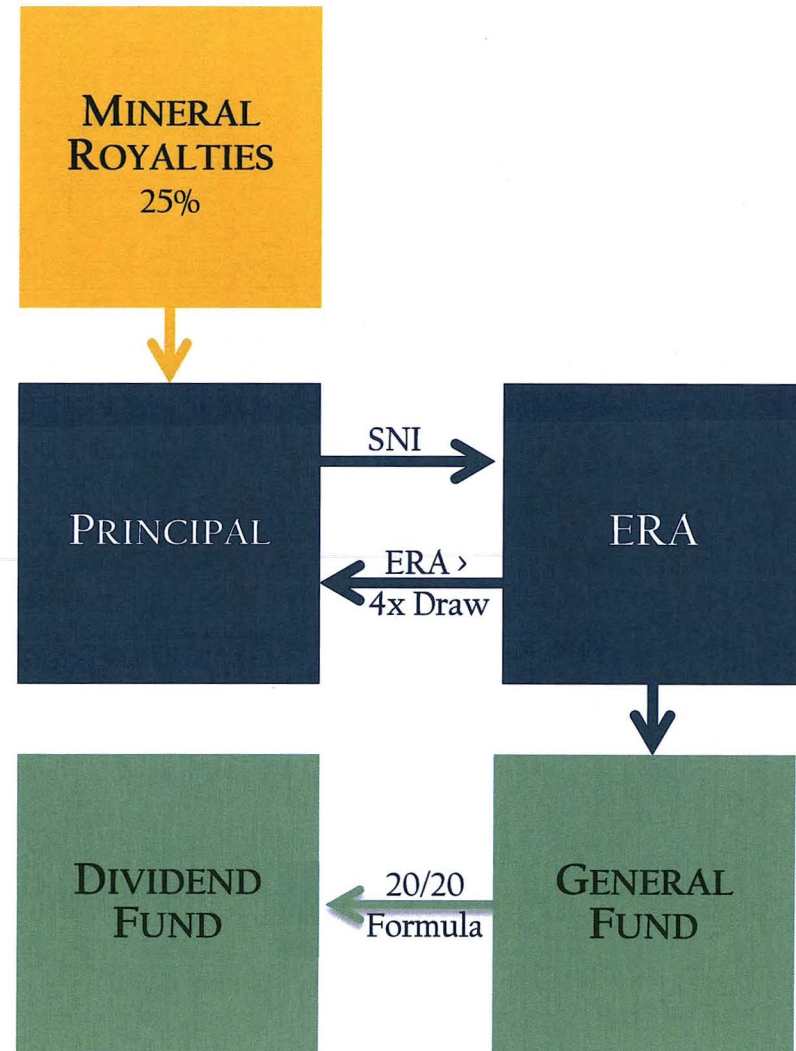 MINERAL
ROYALTIES
25%
SNI
PRINCIPAL
ERA
ERA >
4x Draw
DIVIDEND
FUND
20/20
Formula
GENERAL
FUND